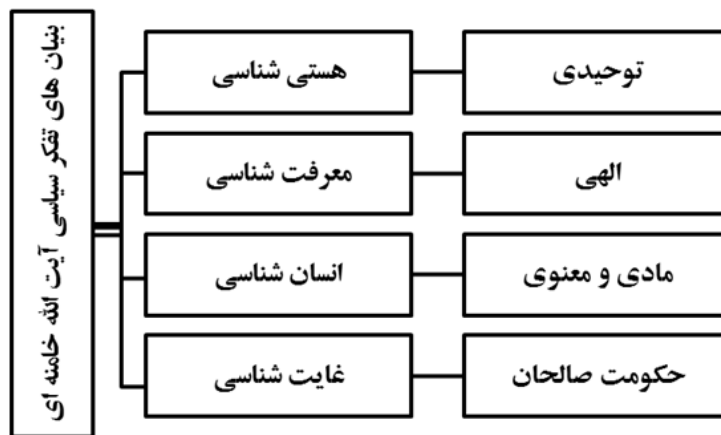 بنیان های تفکر سیاسی آیت الله خامنه ای
هستی شناسی
توحیدی
معرفت شناسی
الهی
انسان شناسی
مادی و معنوی
غایت شناسی
حکومت صالحان